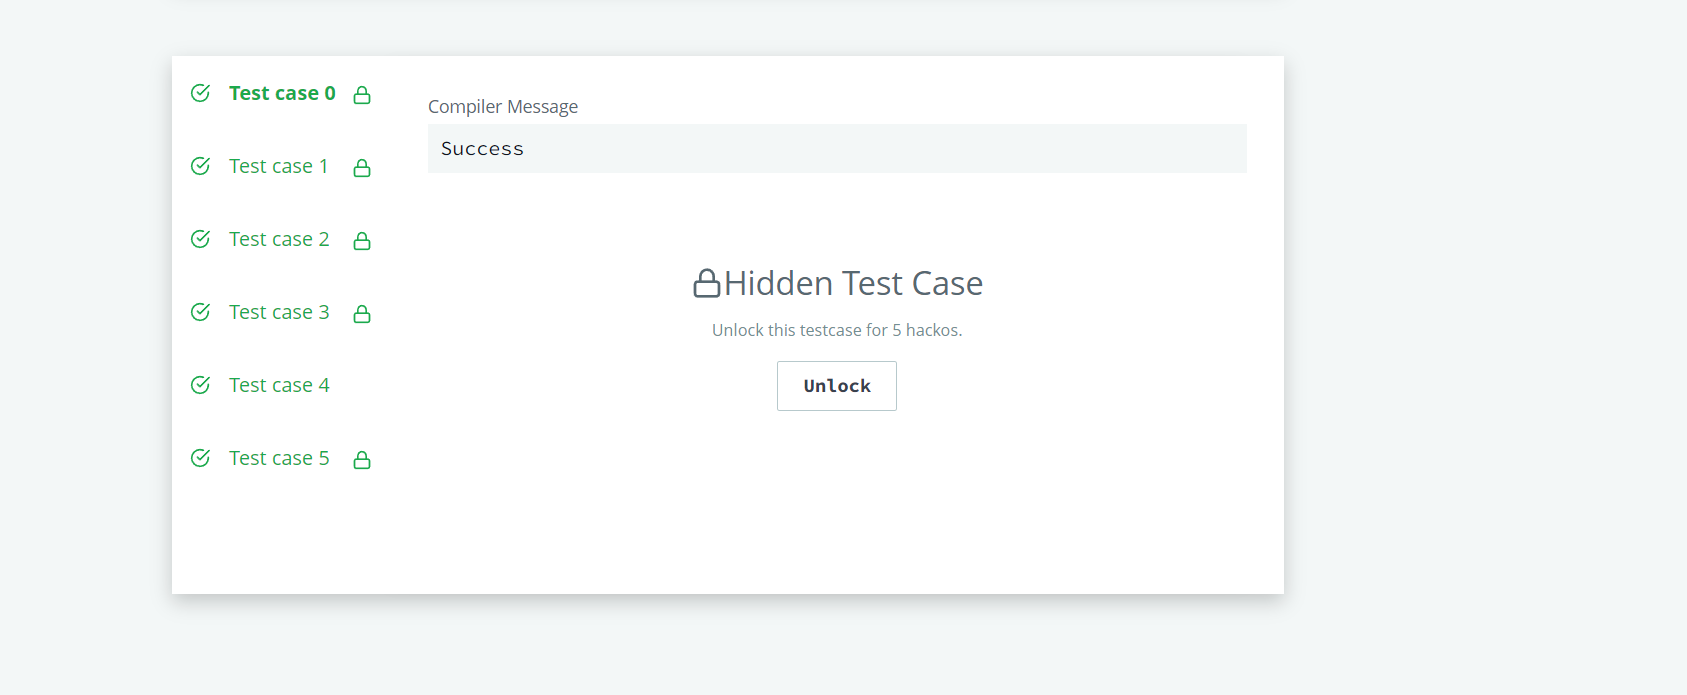 Test case 0
Test case 1
Test case 2
Test case 3
Test case 4
Test case 5
Compiler Message
Success
Hidden Test Case
Unlock this testcase for 5 hackos.
Unlock